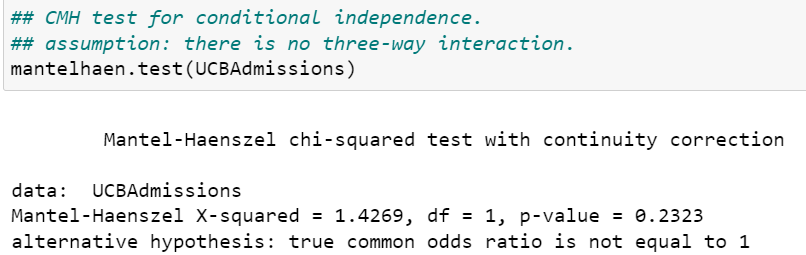 ## CMH test for conditional independence.
## assumption: there is no three-way interaction.
mantelhaen.test(UCBAdmissions)
Mantel-Haenszel chi-squared test with continuity correction
data:  UCBAdmissions
Mantel-Haenszel X-squared = 1.4269, df = 1, p-value = 0.2323
alternative hypothesis: true common odds ratio is not equal to 1